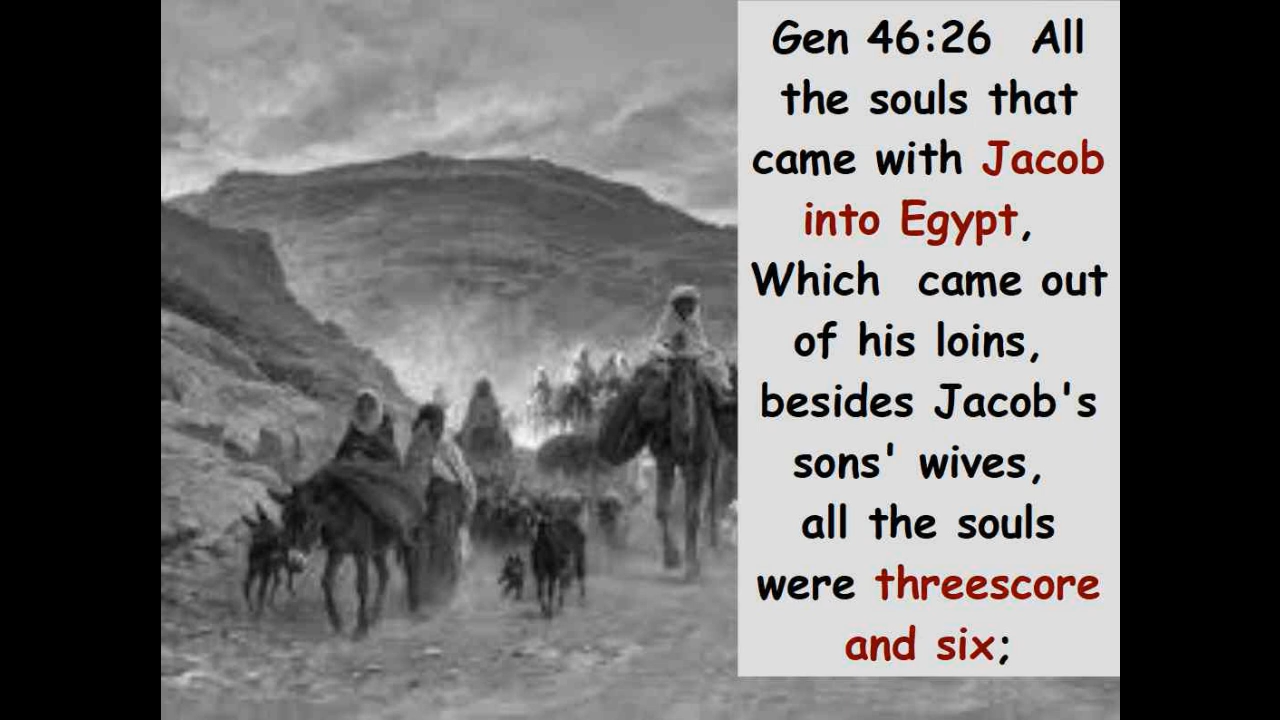 Gen 46:26  All
the souls that
came with Jacob
into Egypt,
Which  came out
of his loins,
besides Jacob's
sons' wives,
all the souls
were threescore
and six;